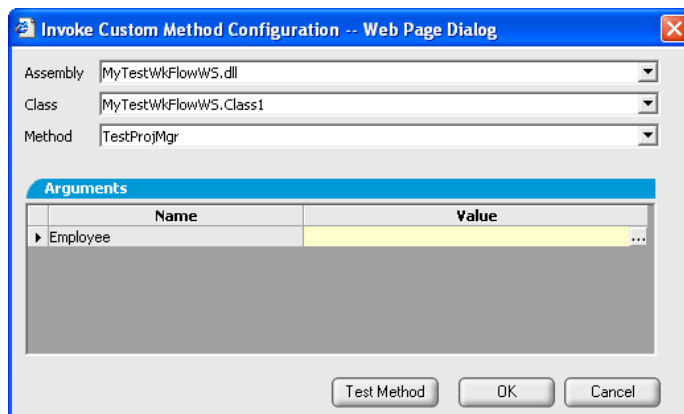 Invoke Custom Method Configuration -- Web Page Dialog
Assembly MyTestWkFlowWS.dll
Class MyTestWkFlowWS.Class1
Method TestProjMgr
Arguments
Name Value
Employee ...
Test Method OK Cancel